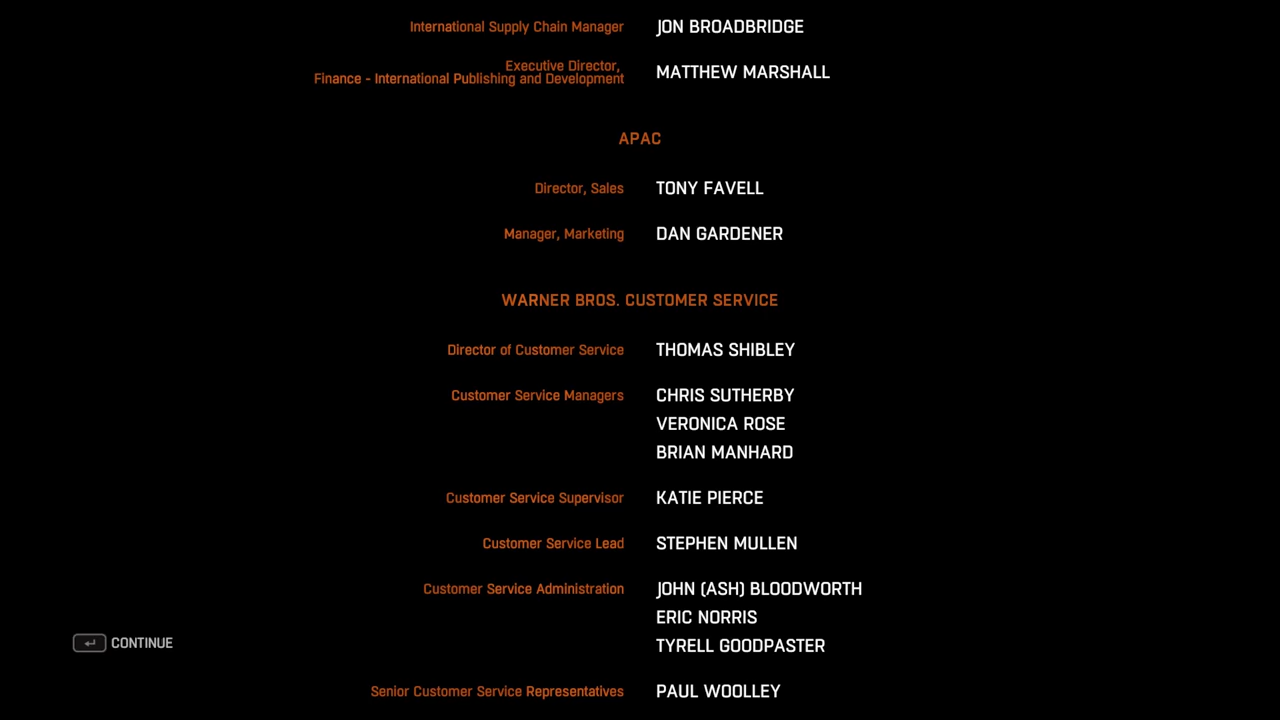 International Supply Chain Manager JON BROADBRIDGE
Executive Director,
Finance - International Publishing and Development MATTHEW MARSHALL
APAC
Director, Sales TONY FAVELL
Manager, Marketing DAN GARDENER
WARNER BROS. CUSTOMER SERVICE
Director of Customer Service THOMAS SHIBLEY
Customer Service Managers CHRIS SUTHERBY
VERONICA ROSE
BRIAN MANHARD
Customer Service Supervisor KATIE PIERCE
Customer Service Lead STEPHEN MULLEN
Customer Service Administration JOHN (ASH) BLOODWORTH
ERIC NORRIS
CONTINUE
TYRELL GOODPASTER
Senior Customer Service Representatives PAUL WOOLLEY